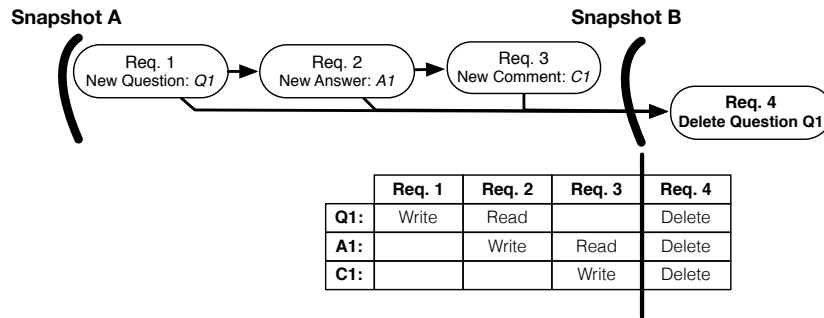 Snapshot A
Snapshot B
Req. 1
New Question: Q1
Req. 2
New Answer: A1
Req. 3
New Comment: C1
Req. 4
Delete Question Q1
Req. 1 Req. 2 Req. 3 Req. 4
Q1: Write Read Delete
A1: Write Read Delete
C1: Write Delete